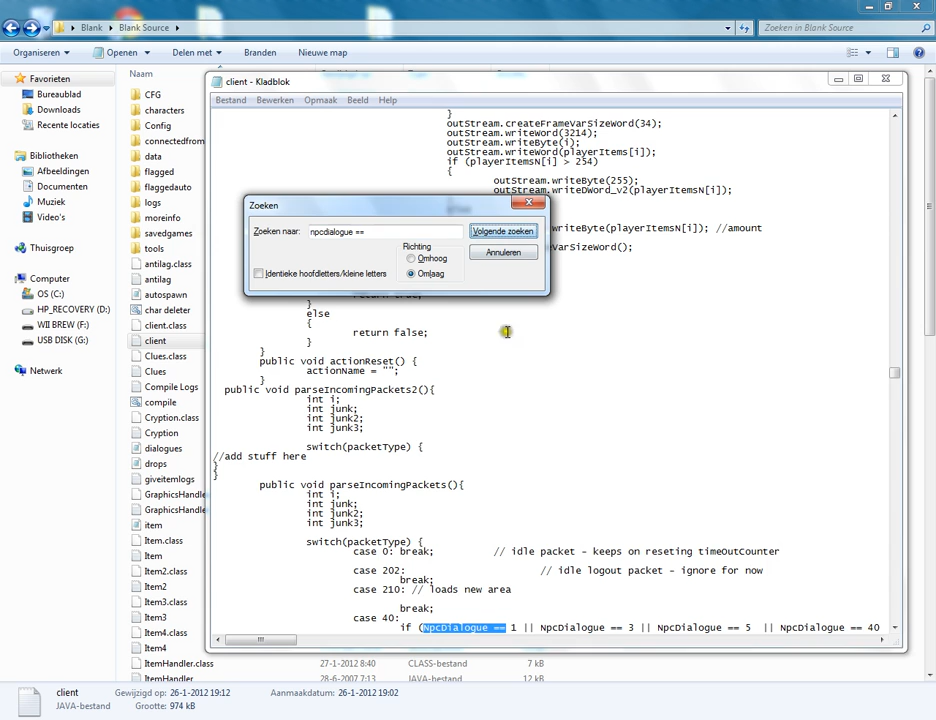 Blank ▸ Blank Source ▸
Zoeken in Blank Source
Organiseren
Openen
Delen met
Branden
Nieuwe map
Favorieten
Bureaublad
Downloads
Recente locaties
Bibliotheken
Afbeeldingen
Documenten
Muziek
Video's
Thuisgroep
Computer
OS (C:)
HP_RECOVERY (D:)
WII BREW (F:)
USB DISK (G:)
Netwerk
Naam
CFG
characters
Config
connectedfrom
data
flagged
flaggedauto
logs
moreinfo
savedgames
tools
antilag.class
antilag
autospawn
char deleter
client.class
client
Clues.class
Clues
Compile Logs
compile
Cryption.class
Cryption
dialogues
drops
giveitemlogs
GraphicsHandle
GraphicsHandle
item
Item.class
Item
Item2.class
Item2
Item3.class
Item3
Item4.class
Item4
ItemHandler.class
ItemHandler
27-1-2012 8:40
CLASS-bestand
7 kB
28-6-2007 7:13
JAVA-bestand
client - Kladblok
Bestand
Bewerken
Opmaak
Beeld
Help
}
outStream.createFrameVarSizeWord(34);
outStream.writeWord(3214);
outStream.writeByte(i);
outStream.writeWord(playerItems[i]);
if (playerItemsN[i] > 254)
{
outStream.writeByte(255);
outStream.writeDWord_v2(playerItemsN[i]);
playerItemsN[i]); //amount
VarSizeWord();
}
else
{
return false;
}
}
public void actionReset() {
actionName = "";
}
public void parseIncomingPackets2(){
int i;
int junk;
int junk2;
int junk3;
switch(packetType) {
//add stuff here
}
}
public void parseIncomingPackets(){
int i;
int junk;
int junk2;
int junk3;
switch(packetType) {
case 0: break; // idle packet - keeps on reseting timeOutCounter
case 202: // idle logout packet - ignore for now
break;
case 210: // loads new area
break;
case 40:
if (NpcDialogue == 1 || NpcDialogue == 3 || NpcDialogue == 5 || NpcDialogue == 40
Zoeken
Zoeken naar:
npcdialogue ==
Volgende zoeken
Annuleren
Richting
Omhoog
Omlaag
Identieke hoofdletters/kleine letters
client
JAVA-bestand
Gewijzigd op: 26-1-2012 19:12
Grootte: 974 kB
Aanmaakdatum: 26-1-2012 19:02